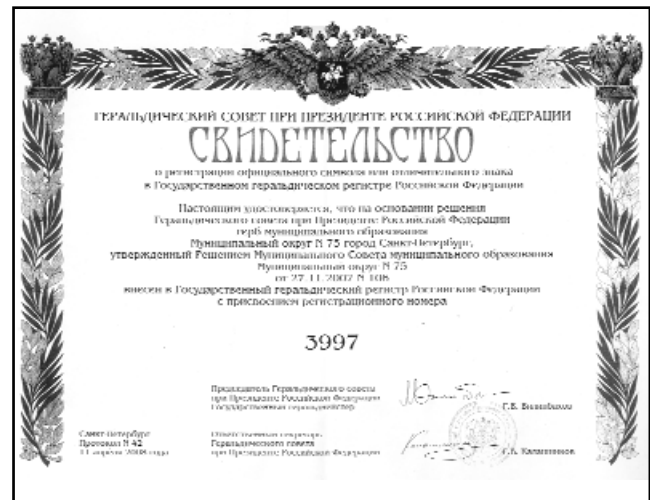 ГЕРАЛЬДИЧЕСКИЙ СОВЕТ ПРИ ПРЕЗИДЕНТЕ РОССИЙСКОЙ ФЕДЕРАЦИИ
СВИДЕТЕЛЬСТВО
о регистрации официального символа или отличительного знака
в Государственном геральдическом регистре Российской Федерации
Настоящим удостоверяется, что на основании решения
Геральдического совета при Президенте Российской Федерации
герб муниципального образования
Муниципальный округ N 75 город Санкт-Петербург,
утвержденный Решением Муниципального Совета муниципального образования
Муниципальный округ N 75
от 27.11.2007 N 108
внесен в Государственный геральдический регистр Российской Федерации
с присвоением регистрационного номера
3997
Председатель Геральдического совета
при Президенте Российской Федерации
Государственный герольдмейстер
Г.В. Вилинбахов
Санкт-Петербург
Протокол N 42
11 апреля 2008 года
Ответственный секретарь
Геральдического совета
при Президенте Российской Федерации
Г.А. Калашников